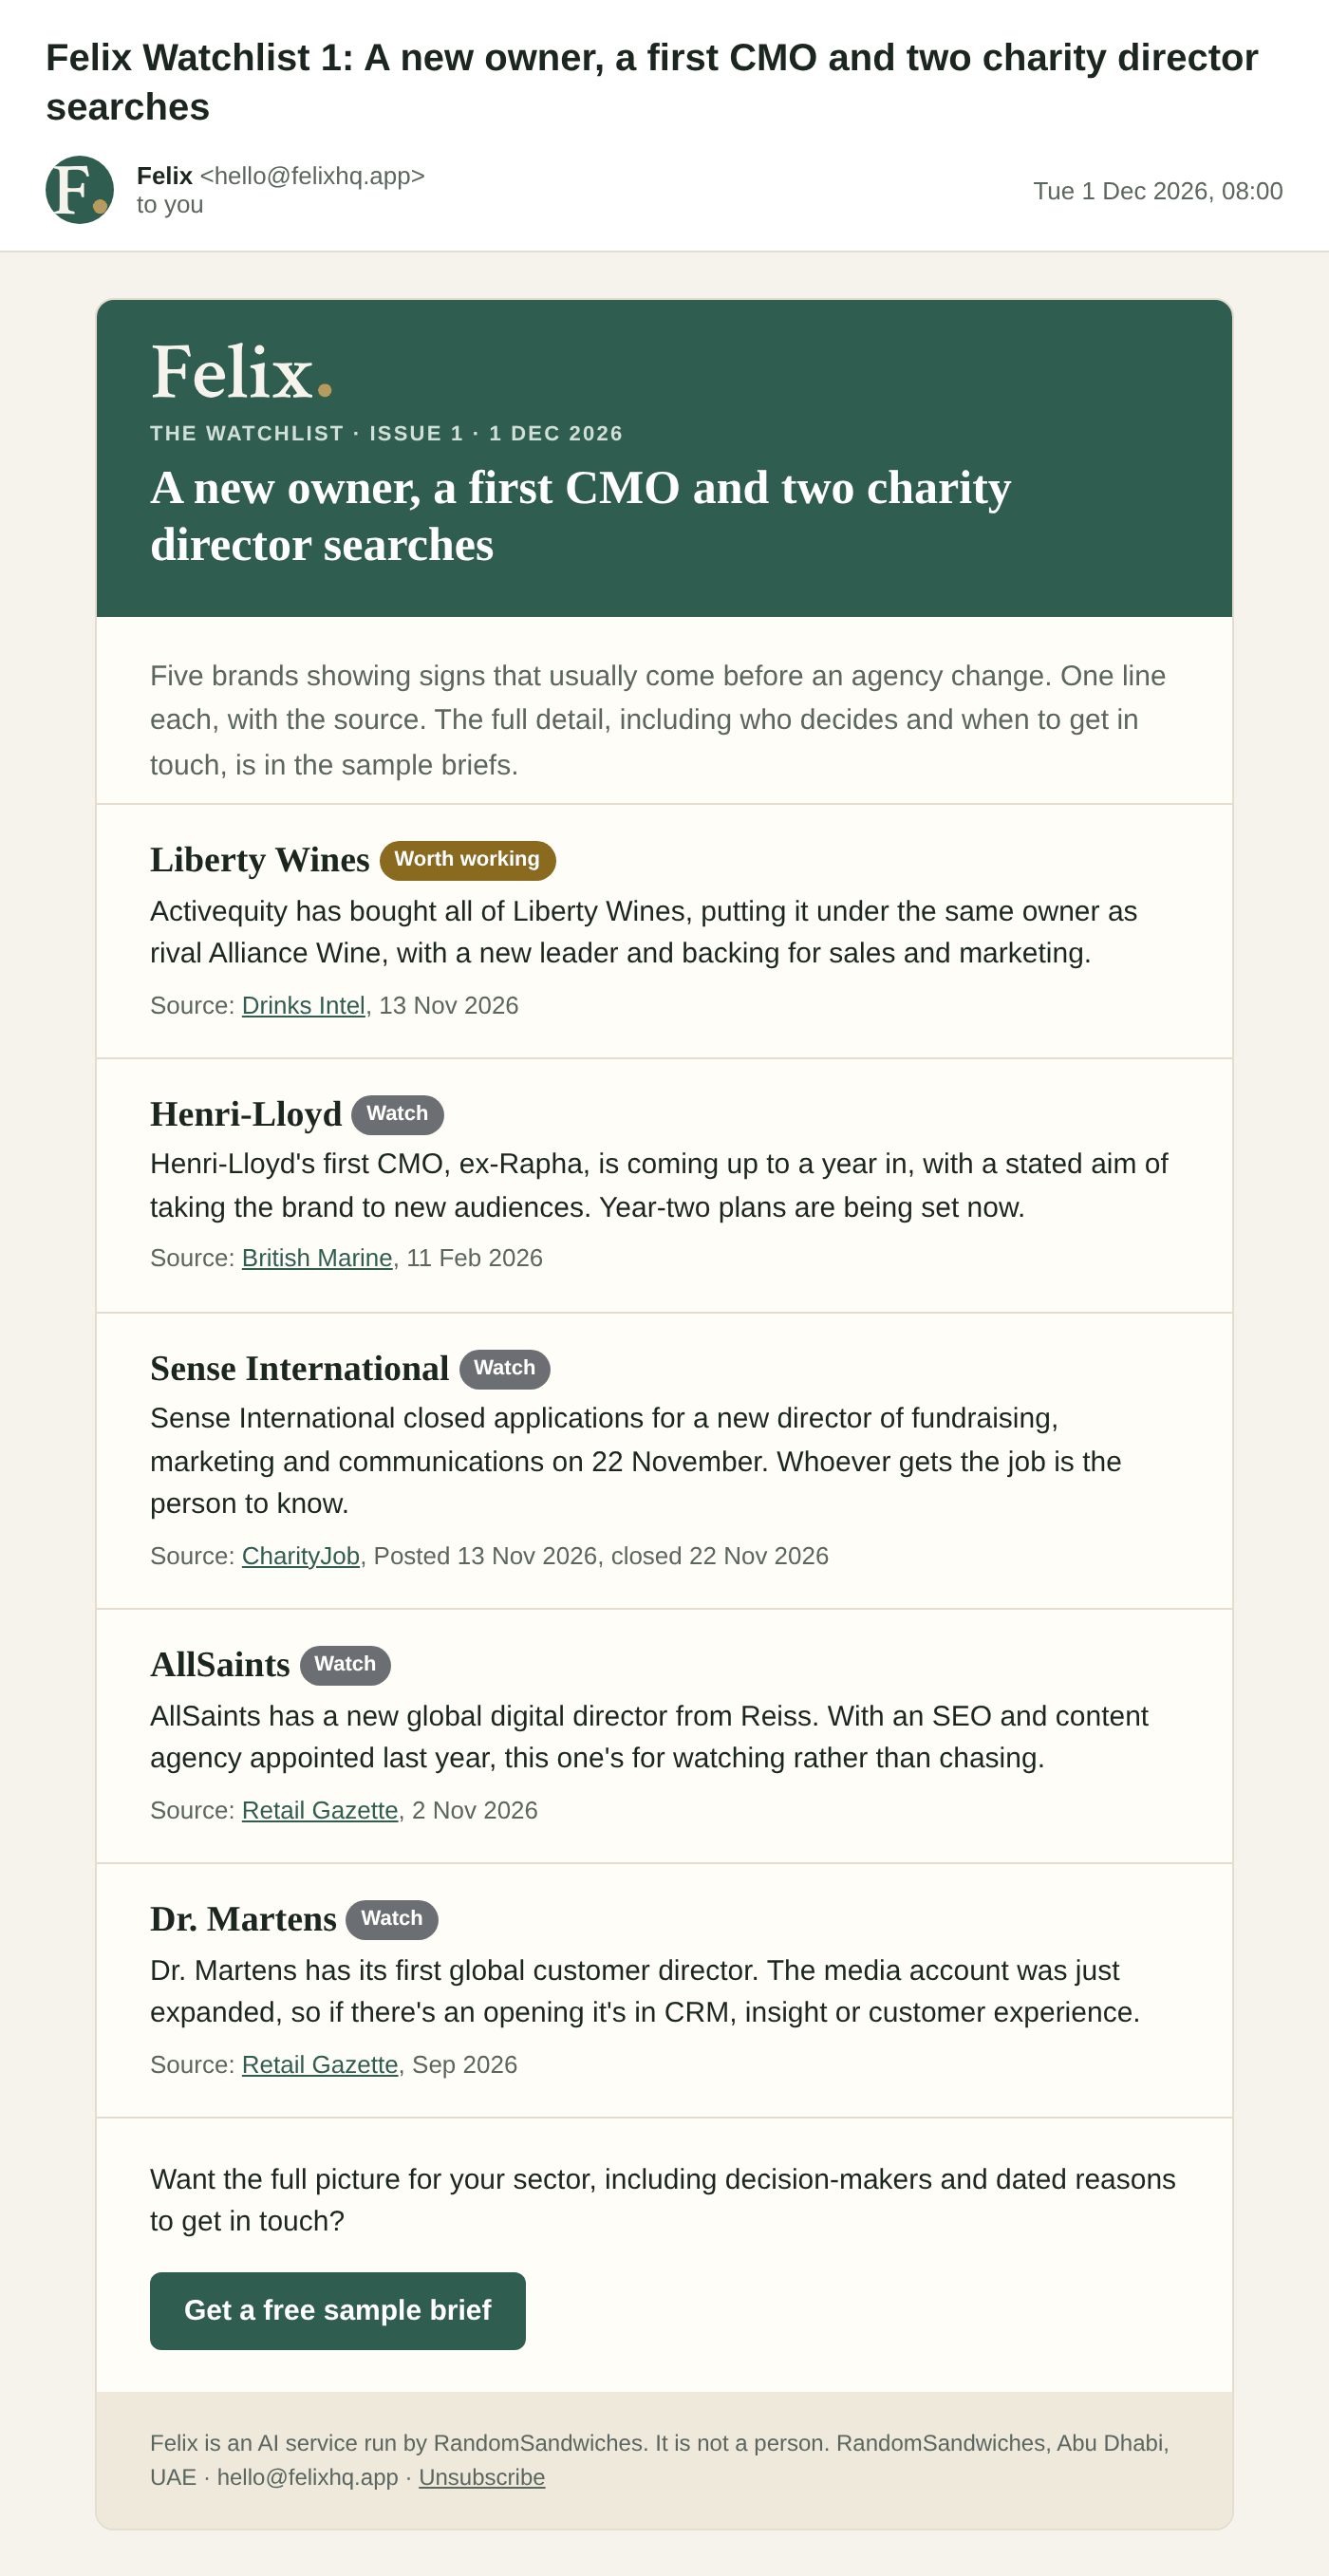 Felix Watchlist 1: A new owner, a first CMO and two charity director
searches
F.
Felix <hello@felixhq.app>
to you
Tue 1 Dec 2026, 08:00
Felix.
THE WATCHLIST · ISSUE 1 · 1 DEC 2026
A new owner, a first CMO and two charity
director searches
Five brands showing signs that usually come before an agency change. One line
each, with the source. The full detail, including who decides and when to get in
touch, is in the sample briefs.
Liberty Wines Worth working
Activequity has bought all of Liberty Wines, putting it under the same owner as
rival Alliance Wine, with a new leader and backing for sales and marketing.
Source: Drinks Intel, 13 Nov 2026
Henri-Lloyd Watch
Henri-Lloyd's first CMO, ex-Rapha, is coming up to a year in, with a stated aim of
taking the brand to new audiences. Year-two plans are being set now.
Source: British Marine, 11 Feb 2026
Sense International Watch
Sense International closed applications for a new director of fundraising,
marketing and communications on 22 November. Whoever gets the job is the
person to know.
Source: CharityJob, Posted 13 Nov 2026, closed 22 Nov 2026
AllSaints Watch
AllSaints has a new global digital director from Reiss. With an SEO and content
agency appointed last year, this one's for watching rather than chasing.
Source: Retail Gazette, 2 Nov 2026
Dr. Martens Watch
Dr. Martens has its first global customer director. The media account was just
expanded, so if there's an opening it's in CRM, insight or customer experience.
Source: Retail Gazette, Sep 2026
Want the full picture for your sector, including decision-makers and dated reasons
to get in touch?
Get a free sample brief
Felix is an AI service run by RandomSandwiches. It is not a person. RandomSandwiches, Abu Dhabi,
UAE · hello@felixhq.app · Unsubscribe